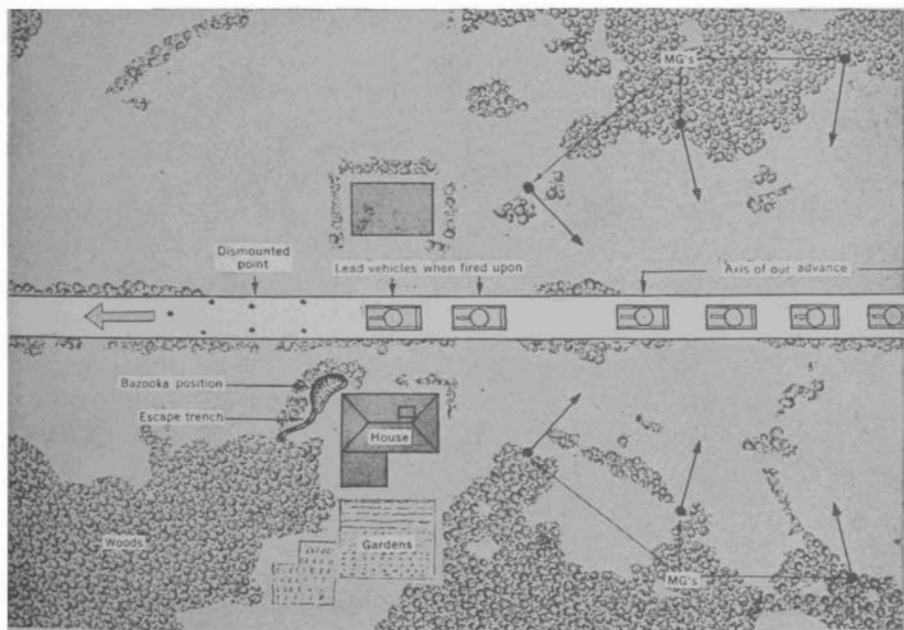 MG's
Dismounted
point
Lead vehicles when fired upon
Axis of our advance
Bazooka position
Escape trench
House
Woods
Gardens
MG's